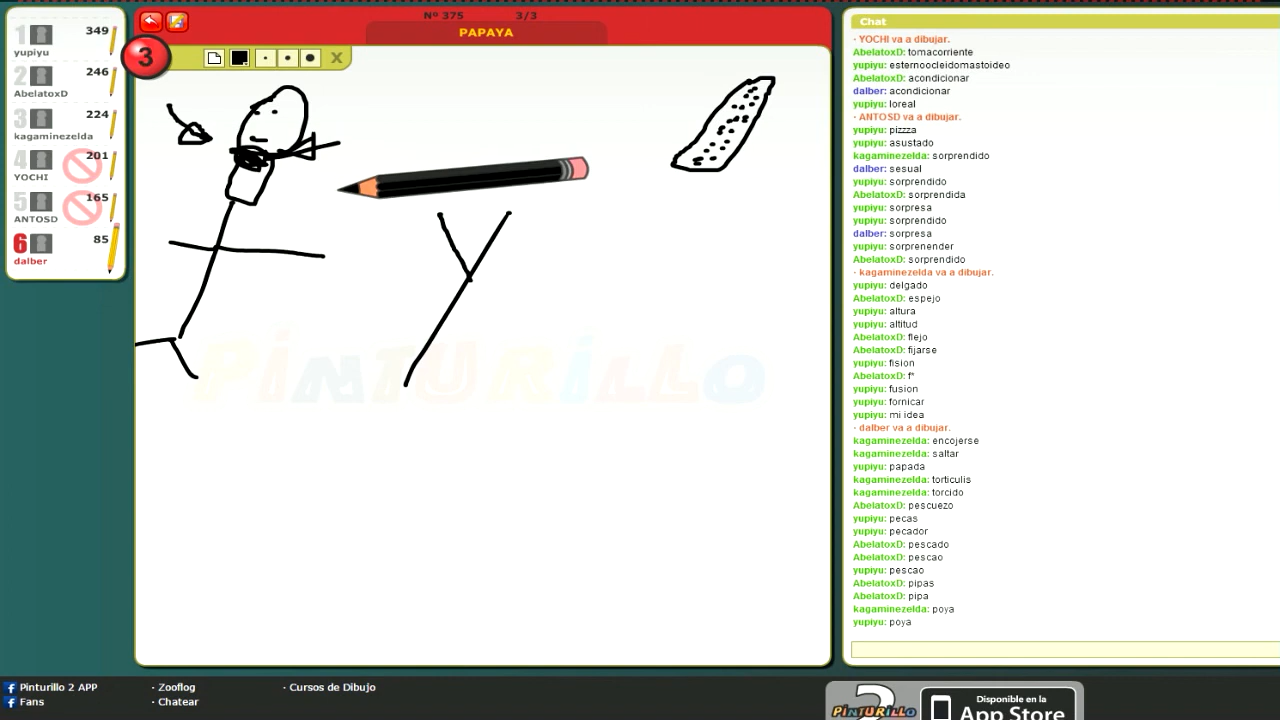 1
349
yupiyu
2
246
AbelatoxD
3
224
kagaminezelda
4
201
YOCHI
5
165
ANTOSD
6
85
dalber
Nº 375 3/3
PAPAYA
3
X
Y
PiNTURiLLO
Chat
· YOCHI va a dibujar.
AbelatoxD: tomacorriente
yupiyu: esternoocleidomastoideo
AbelatoxD: acondicionar
dalber: acondicionar
yupiyu: loreal
· ANTOSD va a dibujar.
yupiyu: pizzza
yupiyu: asustado
kagaminezelda: sorprendido
dalber: sesual
yupiyu: sorprendido
AbelatoxD: sorprendida
yupiyu: sorpresa
yupiyu: sorprendido
dalber: sorpresa
yupiyu: sorprenender
AbelatoxD: sorprendido
· kagaminezelda va a dibujar.
yupiyu: delgado
AbelatoxD: espejo
yupiyu: altura
yupiyu: altitud
AbelatoxD: flejo
AbelatoxD: fijarse
yupiyu: fision
AbelatoxD: f*
yupiyu: fusion
yupiyu: fornicar
yupiyu: mi idea
· dalber va a dibujar.
kagaminezelda: encojerse
kagaminezelda: saltar
yupiyu: papada
kagaminezelda: torticulis
kagaminezelda: torcido
AbelatoxD: pescuezo
yupiyu: pecas
yupiyu: pecador
AbelatoxD: pescado
AbelatoxD: pescao
yupiyu: pescao
AbelatoxD: pipas
AbelatoxD: pipa
kagaminezelda: poya
yupiyu: poya
Pinturillo 2 APP
Fans
· Zooflog
· Chatear
· Cursos de Dibujo
2
PiNTURiLLO
Disponible en la
App Store